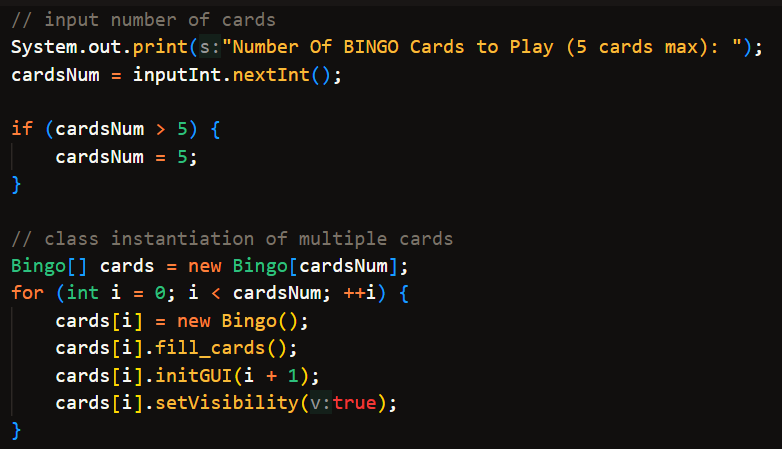 // input number of cards
System.out.print(s:"Number Of BINGO Cards to Play (5 cards max): ");
cardsNum = inputInt.nextInt();
if (cardsNum > 5) {
    cardsNum = 5;
}
// class instantiation of multiple cards
Bingo[] cards = new Bingo[cardsNum];
for (int i = 0; i < cardsNum; ++i) {
    cards[i] = new Bingo();
    cards[i].fill_cards();
    cards[i].initGUI(i + 1);
    cards[i].setVisibility(v:true);
}